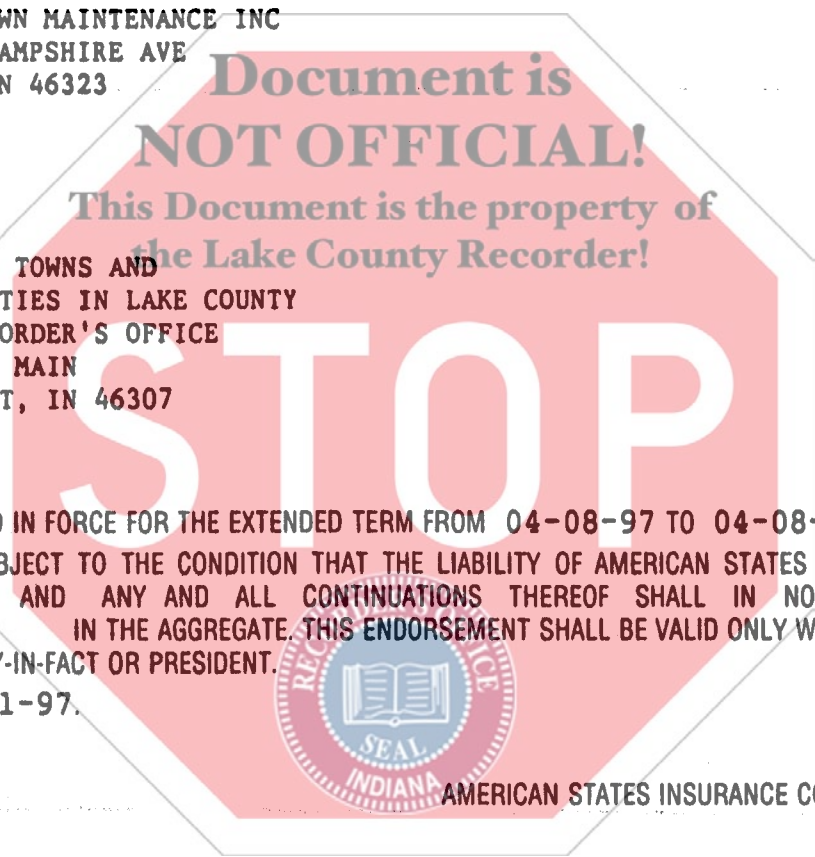 WN MAINTENANCE INC
AMPSHIRE AVE
N 46323
Document is
NOT OFFICIAL!
This Document is the property of
the Lake County Recorder!
TOWNS AND
TIES IN LAKE COUNTY
ORDER'S OFFICE
MAIN
T, IN 46307
STOP
IN FORCE FOR THE EXTENDED TERM FROM 04-08-97 TO 04-08-
BJECT TO THE CONDITION THAT THE LIABILITY OF AMERICAN STATES
AND ANY AND ALL CONTINUATIONS THEREOF SHALL IN NO
IN THE AGGREGATE. THIS ENDORSEMENT SHALL BE VALID ONLY W
Y-IN-FACT OR PRESIDENT.
1-97.
SEAL
INDIANA
AMERICAN STATES INSURANCE CO